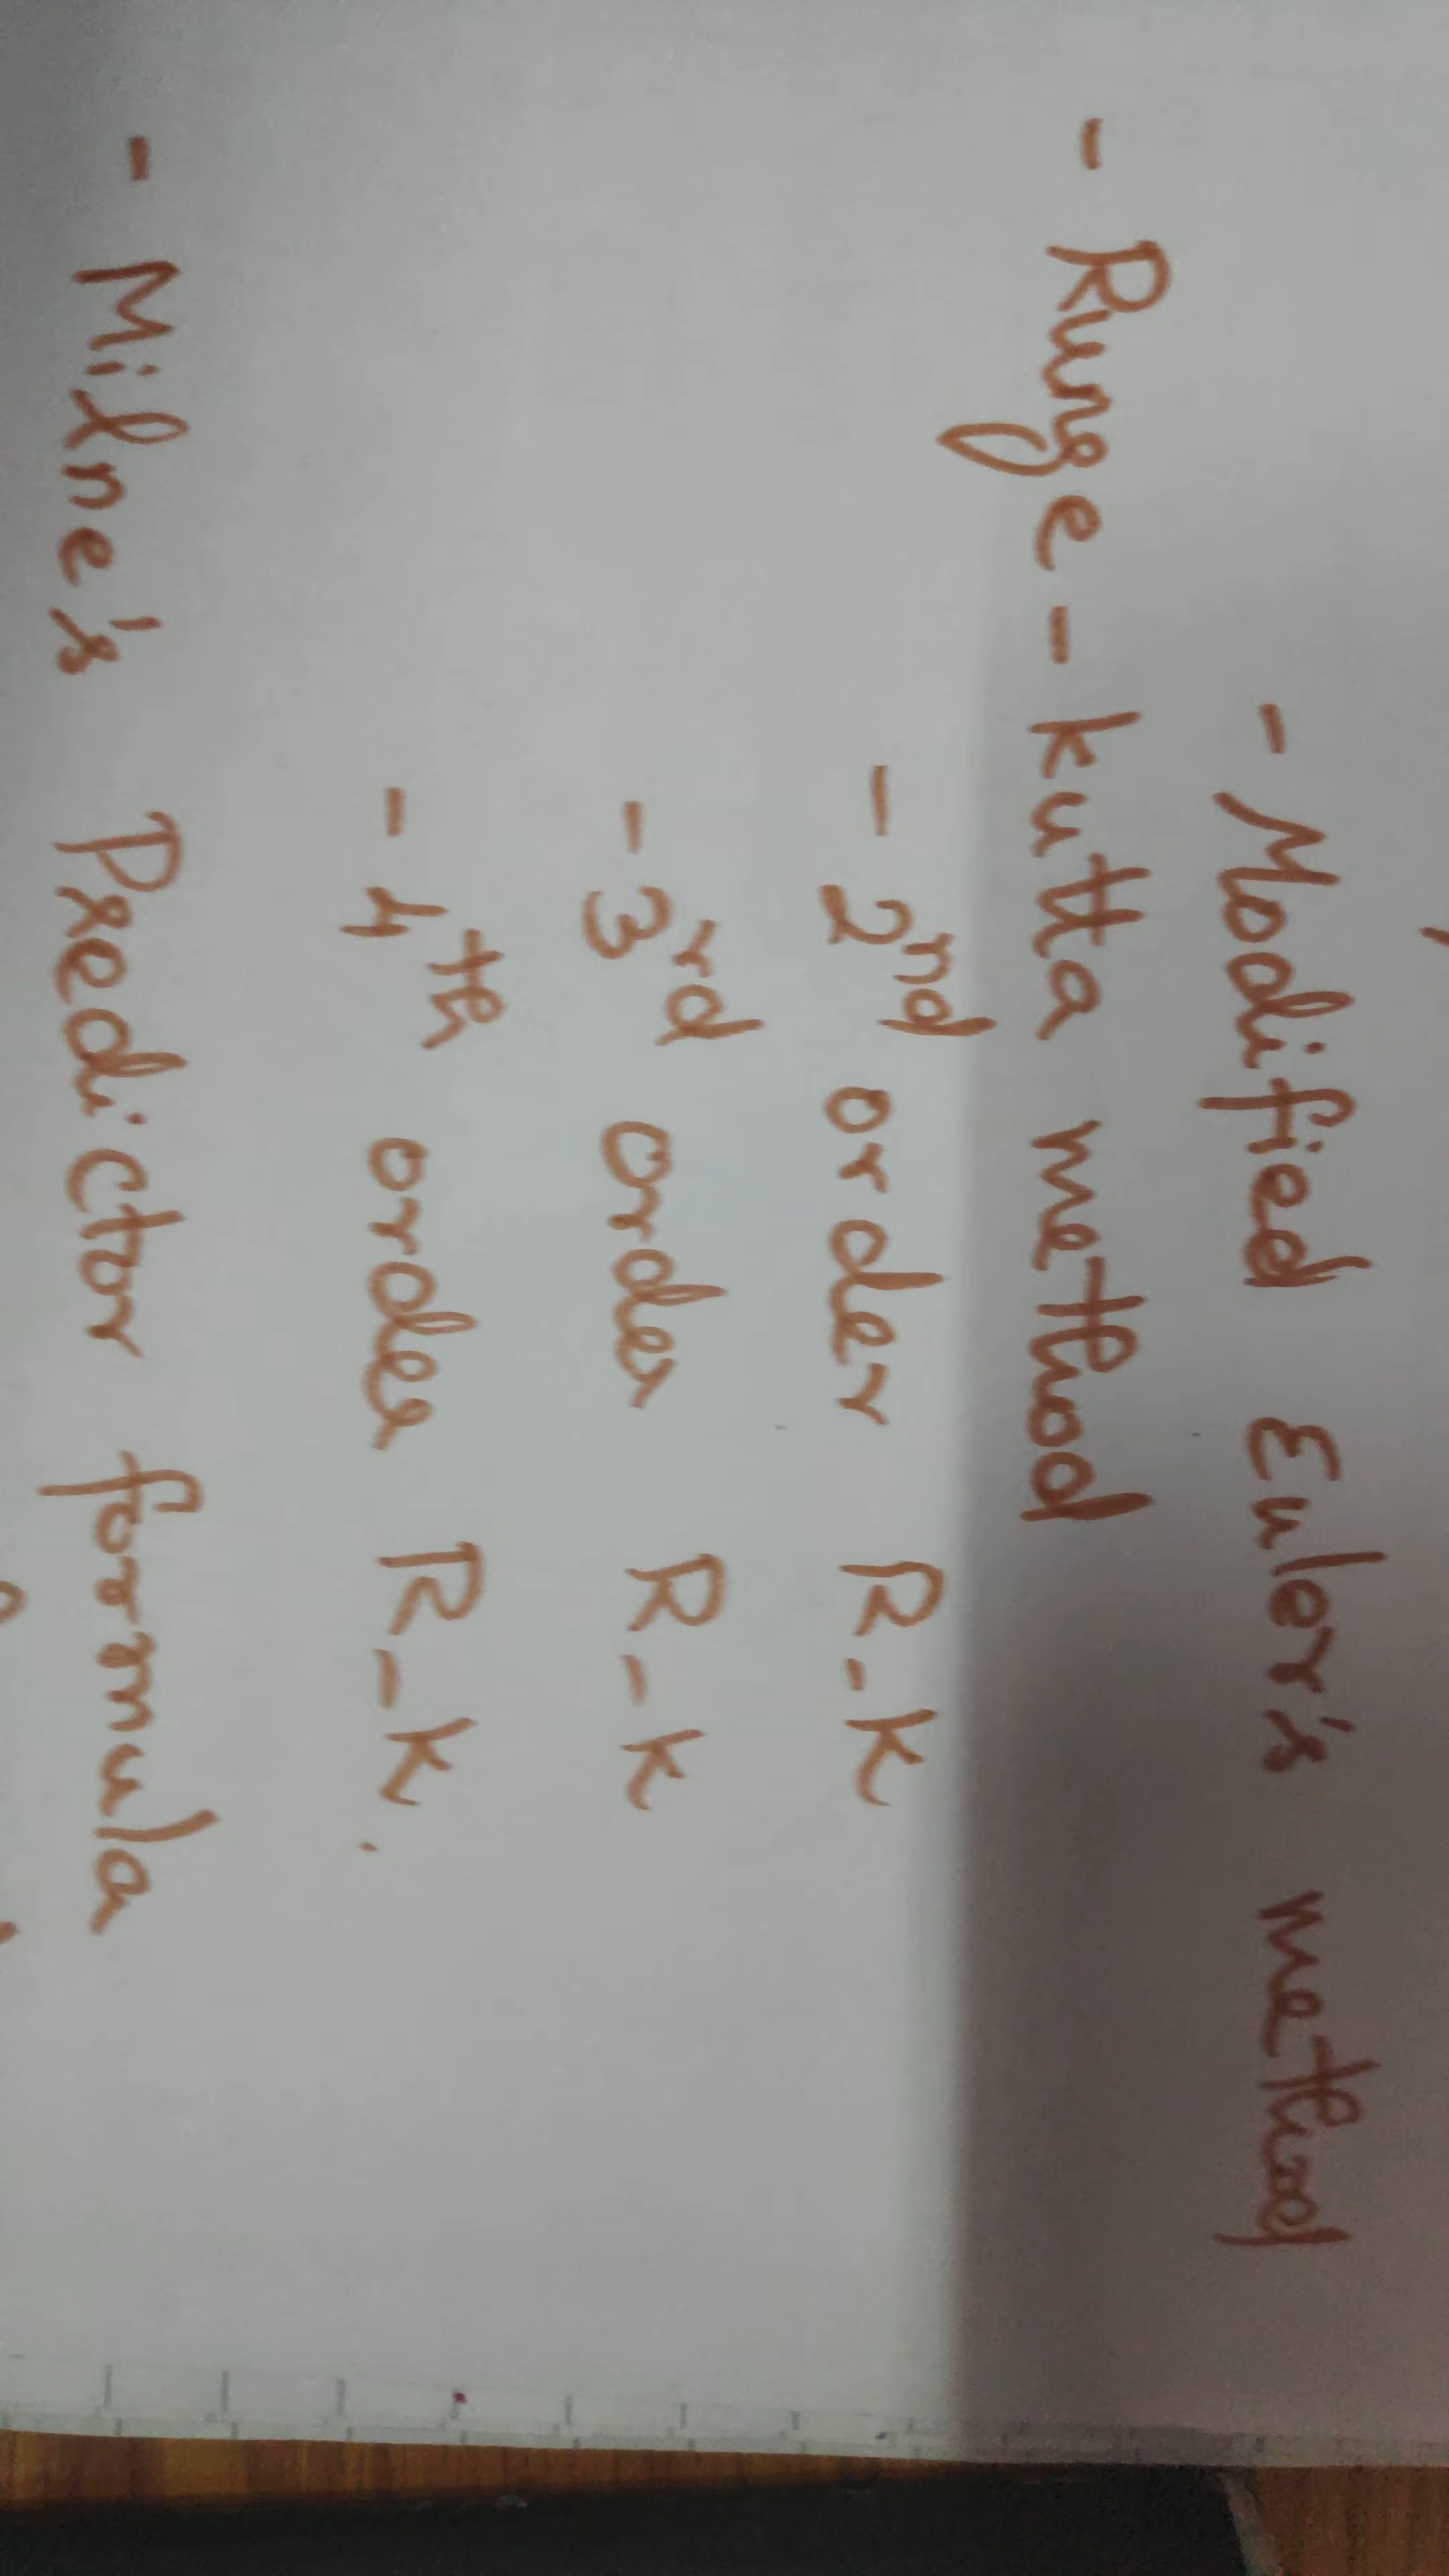 - Modified Euler's method
- Runge - kutta method
- 2nd order R-K
- 3rd order R-K
- 4th order R-K.
- Milne's Predictor formula